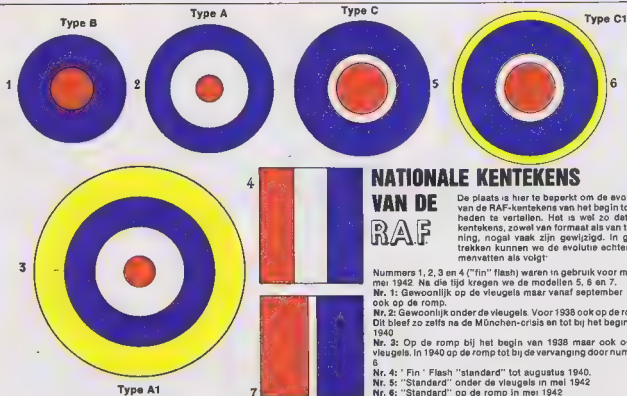 Type B
Type A
Type C
Type C1
1
2
5
6
3
Type A1
4
7
NATIONALE KENTEKENS
VAN DE
R.A.F
De plaats is hier te beperkt om de evo
van de RAF-kentekens van het begin to
heden te vertellen. Het is wel zo dat
kentekens, zowel van formaat als van t
ning, nogal vaak zijn gewijzigd. In g
trekken kunnen we de evolutie echter
menvatten als volgt·
Nummers 1, 2, 3 en 4 ("fin" flash) waren in gebruik voor m
mei 1942 Na die tijd kregen we de modellen 5, 6 en 7.
Nr. 1: Gewoonlijk op de vleugels maar vanaf september
ook op de romp.
Nr. 2: Gewoonlijk onder de vleugels. Voor 1938 ook op de ro
Dit bleef zo zelfs na de München-crisis en tot bij het begin
1940
Nr. 3: Op de romp bij het begin van 1938 maar ook o
vleugels. In 1940 op de romp tot bij de vervanging door num
6
Nr. 4: ' Fin ' Flash "standard" tot augustus 1940.
Nr. 5: "Standard" onder de vleugels in mei 1942
Nr. 6: "Standard" op de romp in mei 1942